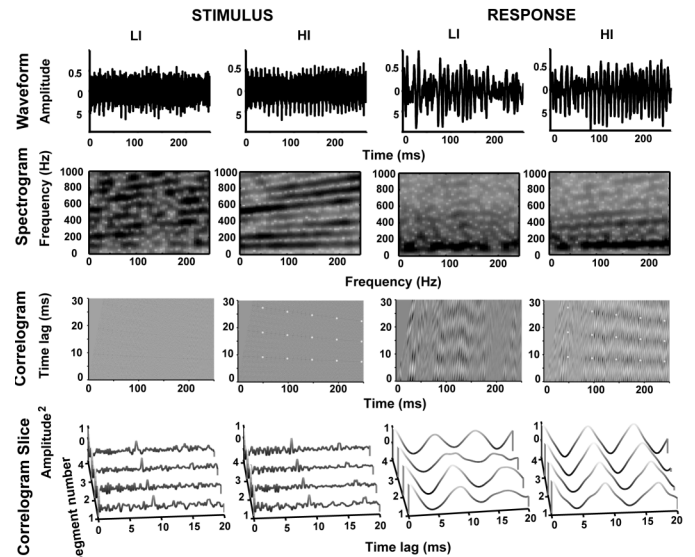 STIMULUS RESPONSE
LI HI LI HI
Waveform
Amplitude
0.5 0.5 0.5 0.5
0 0 0 0
5 5 5 5
0 100 200 0 100 200 0 100 200 0 100 200
Time (ms)
Spectrogram
Frequency (Hz)
1000 1000 1000 1000
800 800 800 800
600 600 600 600
400 400 400 400
200 200 200 200
0 0 0 0
0 100 200 0 100 200 0 100 200 0 100 200
Frequency (Hz)
Correlogram
Time lag (ms)
30 30 30 30
20 20 20 20
10 10 10 10
0 0 0 0
0 100 200 0 100 200 0 100 200 0 100 200
Time (ms)
Correlogram Slice
Amplitude2
egment number
1 1 1 1
0 0 0 0
4 4 4 4
3 3 3 3
2 2 2 2
1 1 1 1
0 5 10 15 20 0 5 10 15 20 0 5 10 15 20 0 5 10 15 20
Time lag (ms)